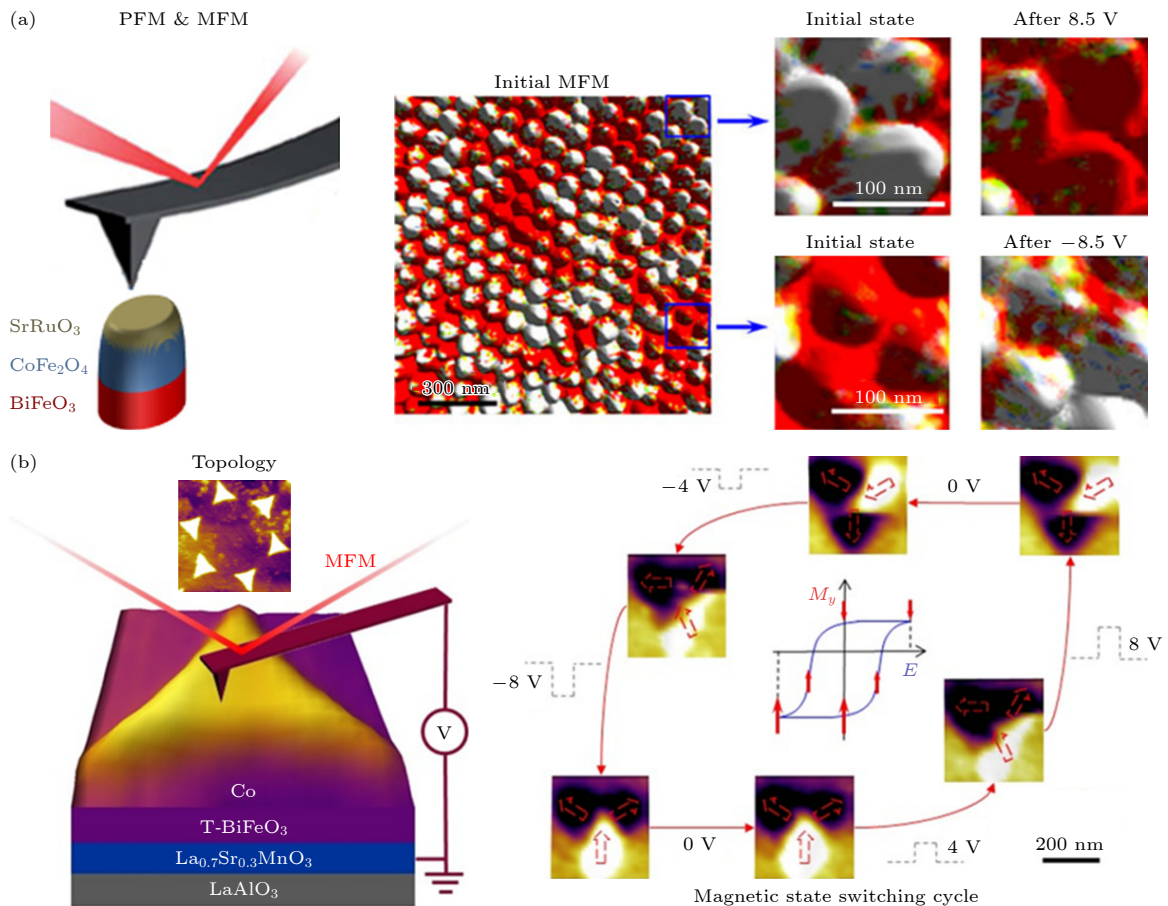 (a)
PFM & MFM
Initial MFM
Initial state
After 8.5 V
100 nm
SrRuO₃
CoFe₂O₄
BiFeO₃
300 nm
Initial state
After −8.5 V
100 nm
(b)
Topology
MFM
V
Co
T-BiFeO₃
La₀.₇Sr₀.₃MnO₃
LaAlO₃
−4 V
0 V
−8 V
M_y
E
8 V
0 V
4 V
200 nm
Magnetic state switching cycle